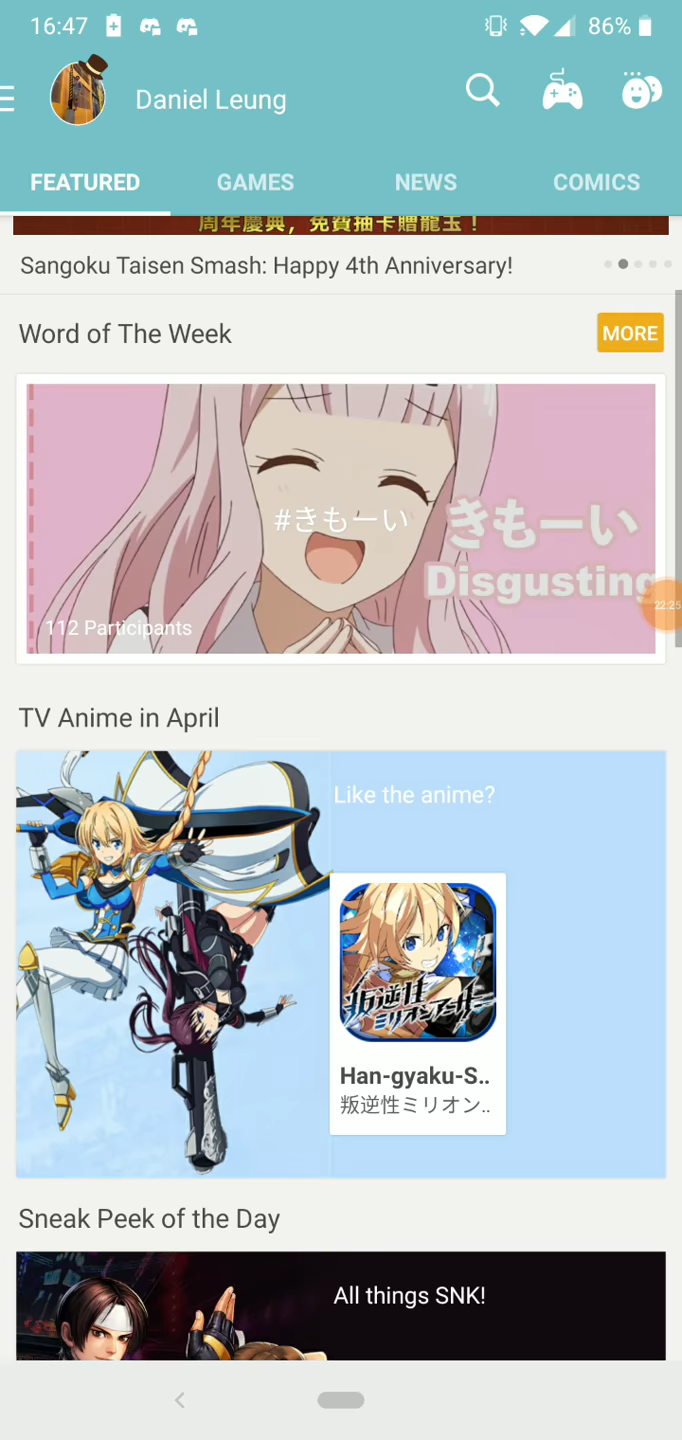 16:47
86%
Daniel Leung
FEATURED
GAMES
NEWS
COMICS
周年慶典，免費抽卡贈龍玉！
Sangoku Taisen Smash: Happy 4th Anniversary!
Word of The Week
MORE
#きもーい
きもーい
Disgusting
22:25
112 Participants
TV Anime in April
Like the anime?
叛逆性
ミリオンアーサー
Han-gyaku-S..
叛逆性ミリオン..
Sneak Peek of the Day
All things SNK!